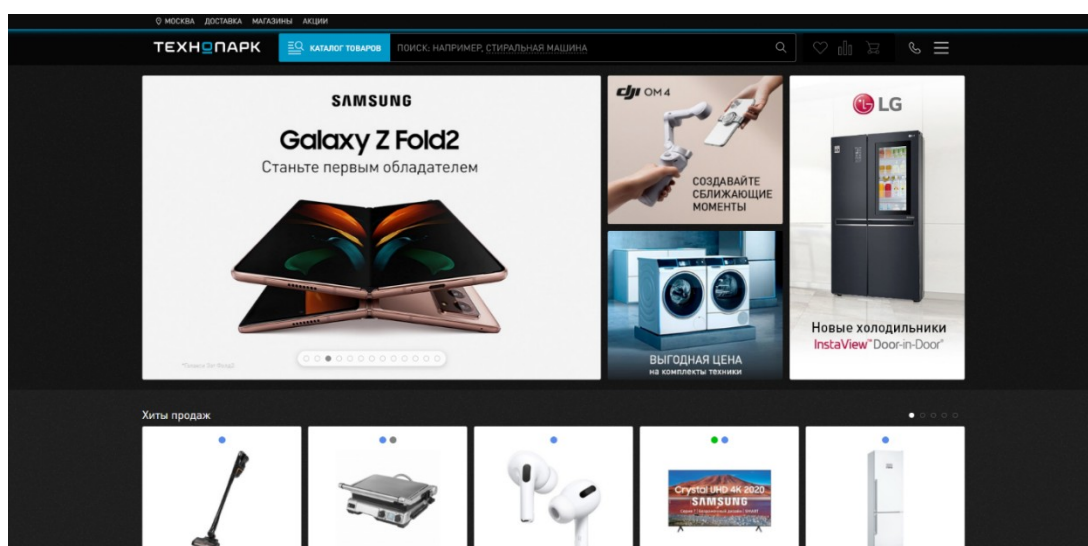 МОСКВА ДОСТАВКА МАГАЗИНЫ АКЦИИ
ТЕХНОПАРК
КАТАЛОГ ТОВАРОВ
ПОИСК: НАПРИМЕР, СТИРАЛЬНАЯ МАШИНА
SAMSUNG
Galaxy Z Fold2
Станьте первым обладателем
dji OM 4
СОЗДАВАЙТЕ
СБЛИЖАЮЩИЕ
МОМЕНТЫ
ВЫГОДНАЯ ЦЕНА
на комплекты техники
LG
Новые холодильники
InstaView™ Door-in-Door®
Хиты продаж
Crystal UHD 4K 2020
SAMSUNG